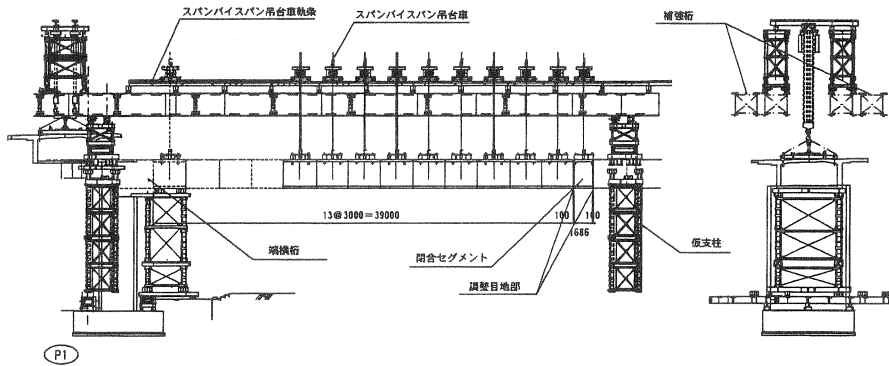 スパンバイスパン吊台車軌条
スパンバイスパン吊台車
補強桁
13@3000=39000
100
100
1686
端横桁
閉合セグメント
調整目地部
仮支柱
P1